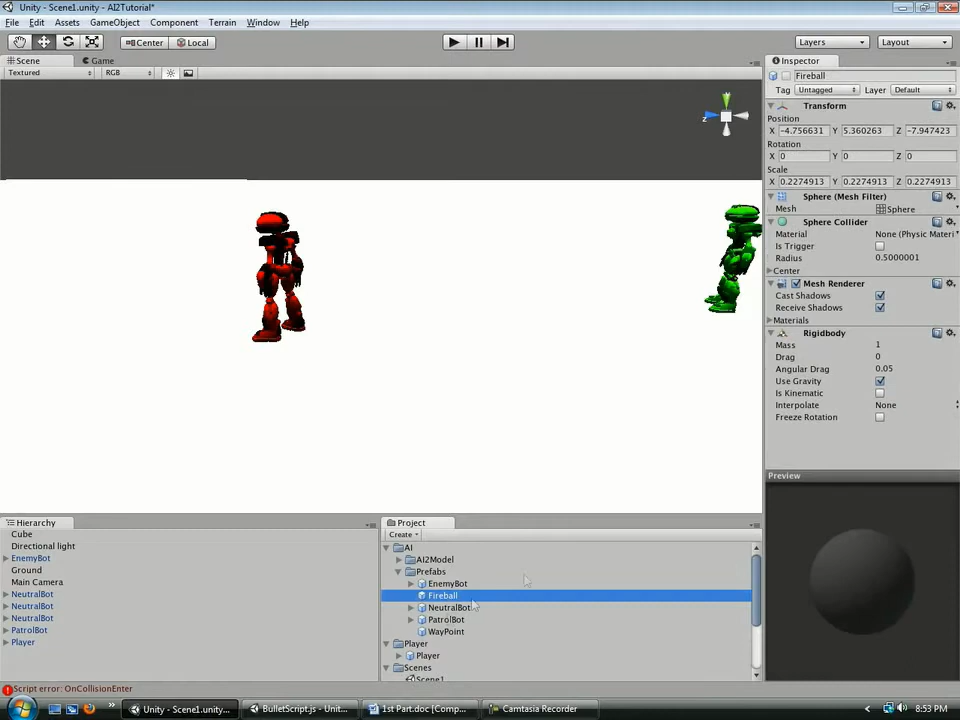 Unity - Scene1.unity - AI2Tutorial*
File Edit Assets GameObject Component Terrain Window Help
Center Local Layers Layout
Scene Game Inspector
Textured RGB Fireball
Tag Untagged Layer Default
Transform
Position
X -4.756631 Y 5.360263 Z -7.947423
Rotation
X 0 Y 0 Z 0
Scale
X 0.2274913 Y 0.2274913 Z 0.2274913
Sphere (Mesh Filter)
Mesh Sphere
Sphere Collider
Material None (Physic Materi
Is Trigger
Radius 0.5000001
Center
Mesh Renderer
Cast Shadows
Receive Shadows
Materials
Rigidbody
Mass 1
Drag 0
Angular Drag 0.05
Use Gravity
Is Kinematic
Interpolate None
Freeze Rotation
Preview
Hierarchy
Cube
Directional light
EnemyBot
Ground
Main Camera
NeutralBot
NeutralBot
NeutralBot
PatrolBot
Player
Project
Create
AI
AI2Model
Prefabs
EnemyBot
Fireball
NeutralBot
PatrolBot
WayPoint
Player
Player
Scenes
Scene1
Script error: OnCollisionEnter
Unity - Scene1.unity... BulletScript.js - Unit... 1st Part.doc [Comp... Camtasia Recorder 8:53 PM